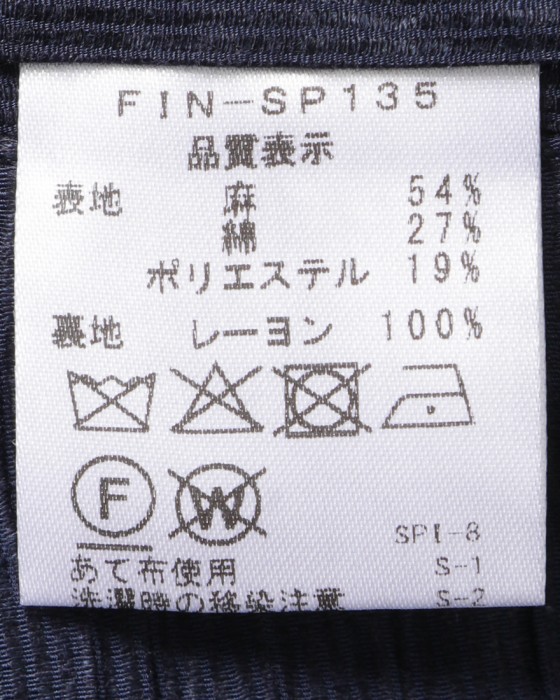 FIN-SP135
品質表示
表地 麻 54%
綿 27%
ポリエステル 19%
裏地 レーヨン 100%
F W
SPI-8
あて布使用 S-1
洗濯時の移染注意 S-2